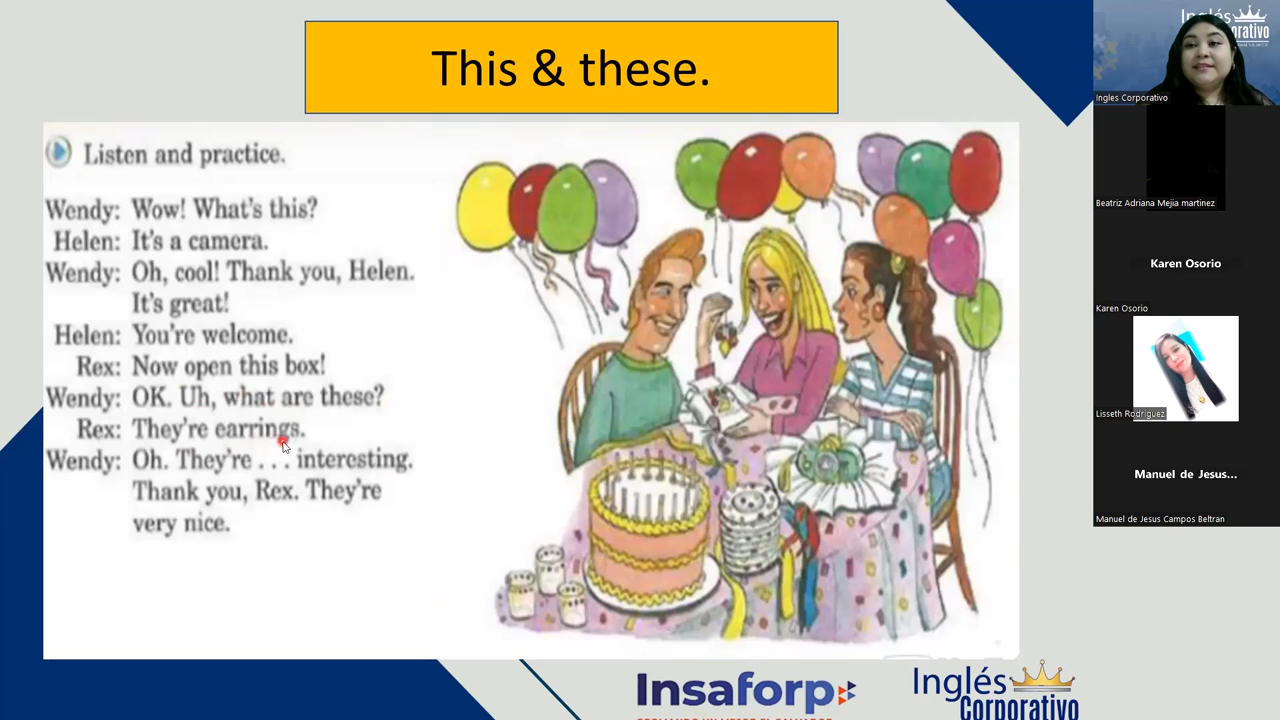 This & these.
Listen and practice.
Wendy: Wow! What's this?
Helen: It's a camera.
Wendy: Oh, cool! Thank you, Helen.
It's great!
Helen: You're welcome.
Rex: Now open this box!
Wendy: OK. Uh, what are these?
Rex: They're earrings.
Wendy: Oh. They're . . . interesting.
Thank you, Rex. They're
very nice.
Insaforp
Inglés
Corporativo
Inglés
Ingles Corporativo
Beatriz Adriana Mejia martinez
Karen Osorio
Karen Osorio
Lisseth Rodriguez
Manuel de Jesus...
Manuel de Jesus Campos Beltran